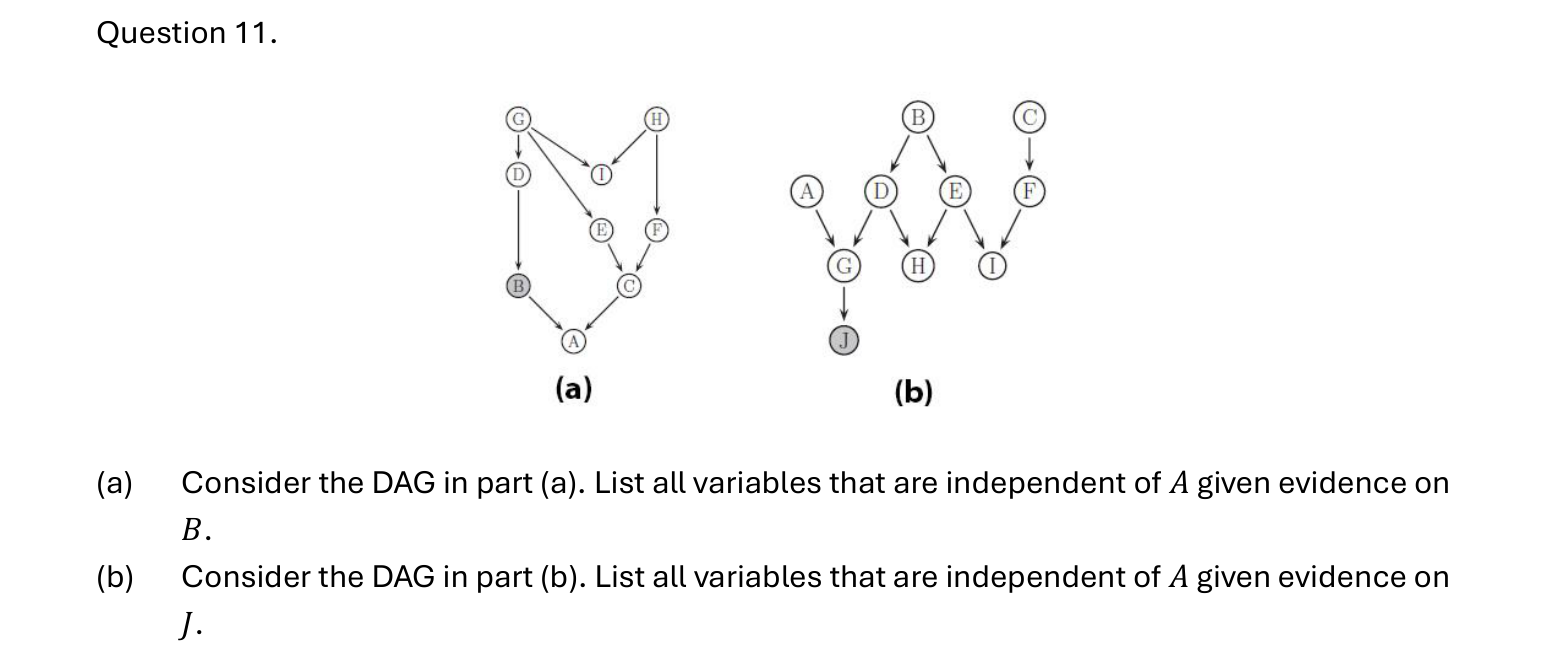 Question 11.
G H
D I
E F
B C
A
(a)
B C
A D E F
G H I
J
(b)
(a) Consider the DAG in part (a). List all variables that are independent of A given evidence on
B.
(b) Consider the DAG in part (b). List all variables that are independent of A given evidence on
J.